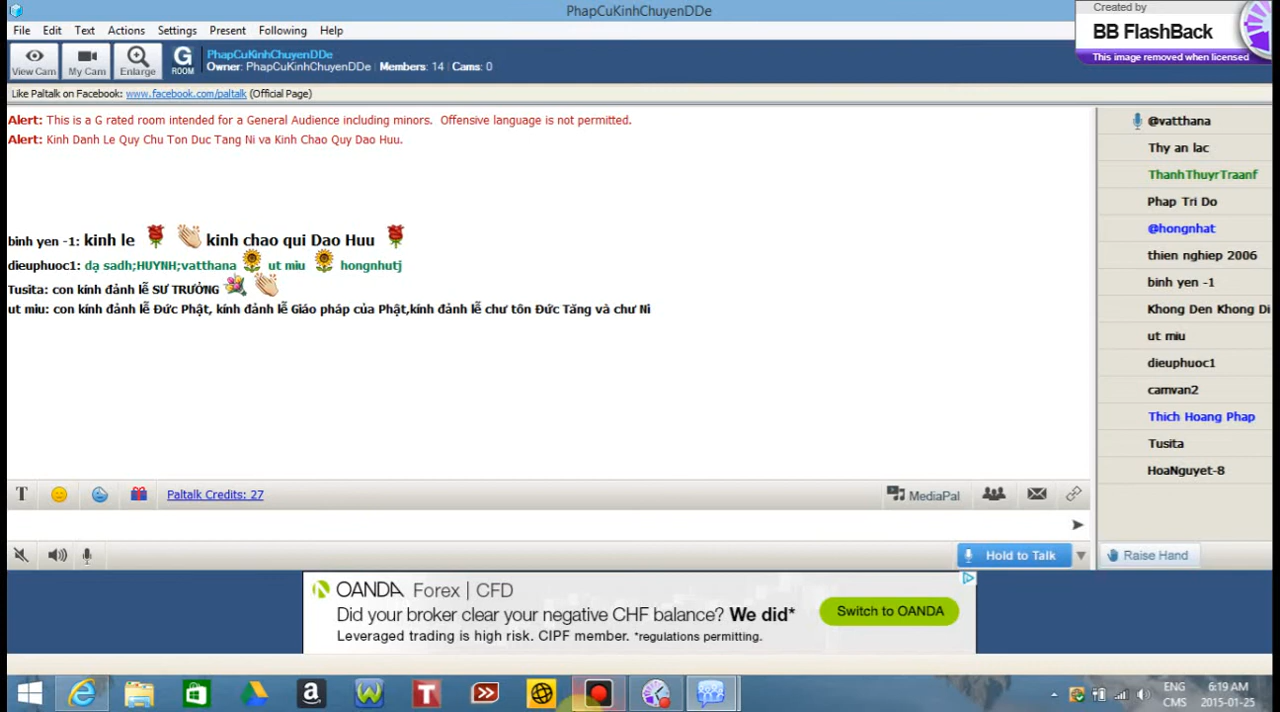 PhapCuKinhChuyenDDe
Created by
BB FlashBack
This image removed when licensed
File Edit Text Actions Settings Present Following Help
View Cam
My Cam
Enlarge
G ROOM
PhapCuKinhChuyenDDe
Owner: PhapCuKinhChuyenDDe Members: 14 Cams: 0
Like Paltalk on Facebook: www.facebook.com/paltalk (Official Page)
Alert: This is a G rated room intended for a General Audience including minors. Offensive language is not permitted.
Alert: Kinh Danh Le Quy Chu Ton Duc Tang Ni va Kinh Chao Quy Dao Huu.
binh yen -1: kinh le kinh chao qui Dao Huu
dieuphuoc1: dạ sadh;HUYNH;vatthana ut miu hongnhutj
Tusita: con kính đảnh lễ SƯ TRƯỞNG
ut miu: con kính đảnh lễ Đức Phật, kính đảnh lễ Giáo pháp của Phật,kính đảnh lễ chư tôn Đức Tăng và chư Ni
@vatthana
Thy an lac
ThanhThuyrTraanf
Phap Tri Do
@hongnhat
thien nghiep 2006
binh yen -1
Khong Den Khong Di
ut miu
dieuphuoc1
camvan2
Thich Hoang Phap
Tusita
HoaNguyet-8
T Paltalk Credits: 27 MediaPal
Hold to Talk
Raise Hand
OANDA Forex | CFD
Did your broker clear your negative CHF balance? We did*
Leveraged trading is high risk. CIPF member. *regulations permitting.
Switch to OANDA
ENG 6:19 AM
CMS 2015-01-25